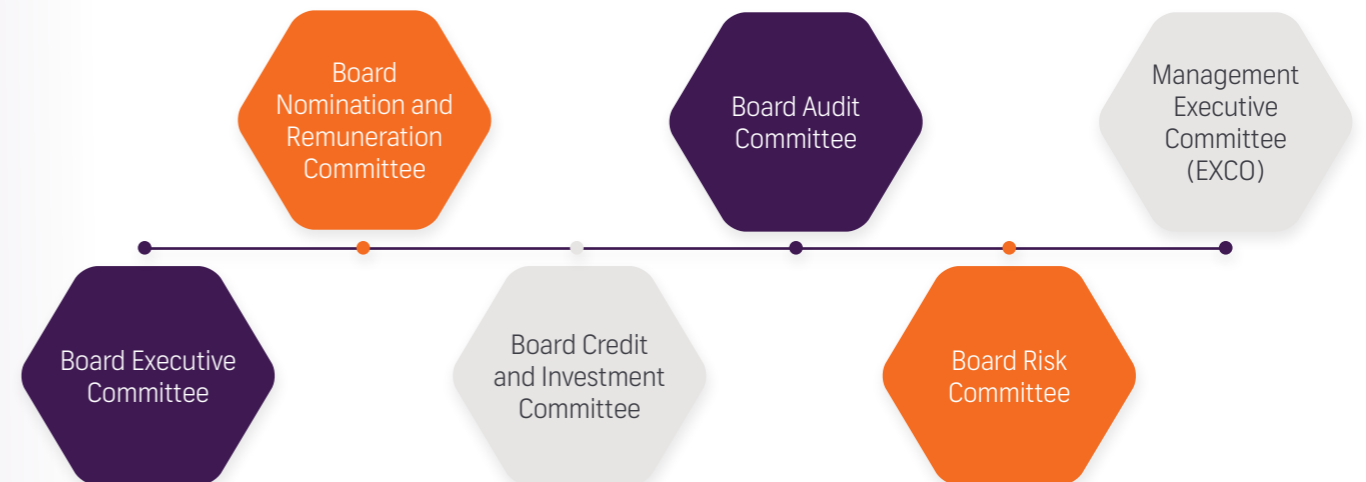 Board
Nomination and
Remuneration
Committee
Board Audit
Committee
Management
Executive
Committee
(EXCO)
Board Executive
Committee
Board Credit
and Investment
Committee
Board Risk
Committee